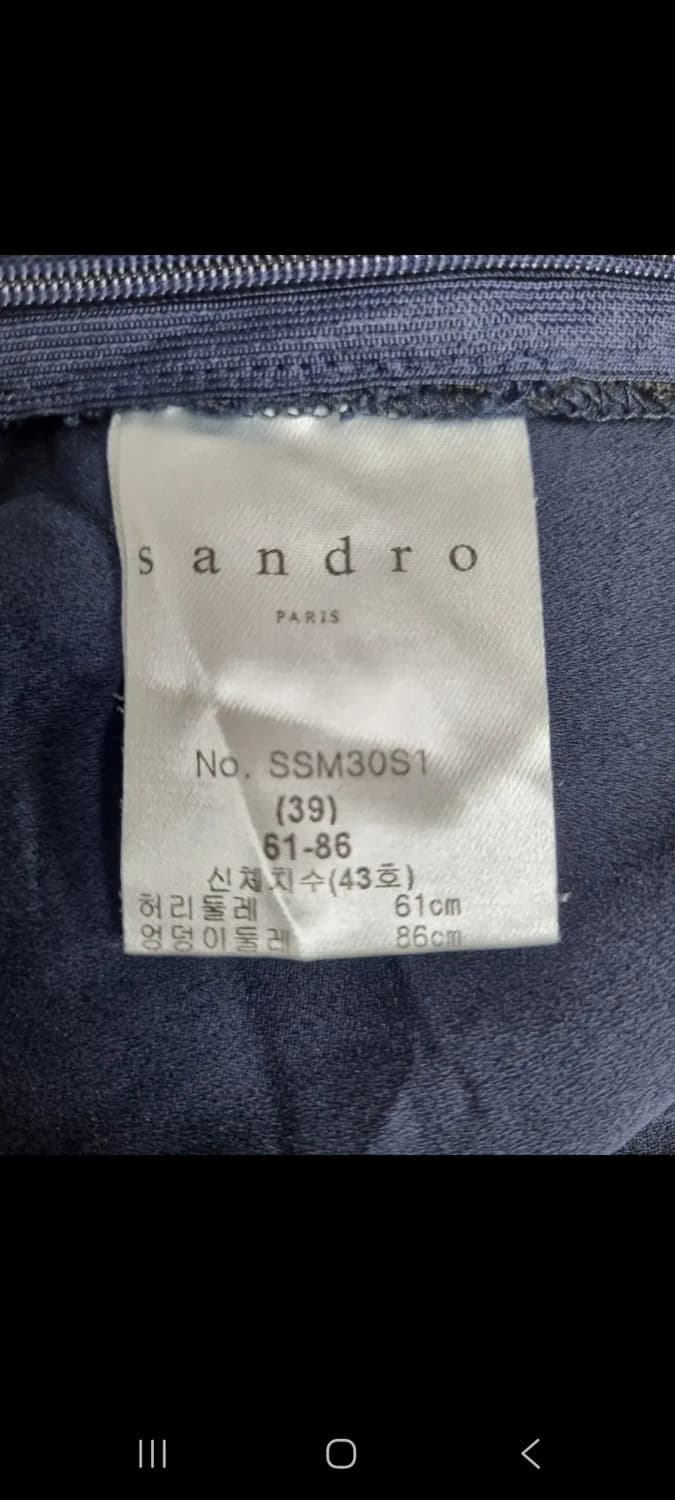 sandro
PARIS
No. SSM30S1
(39)
61-86
신체치수(43호)
허리둘레 61cm
엉덩이둘레 86cm